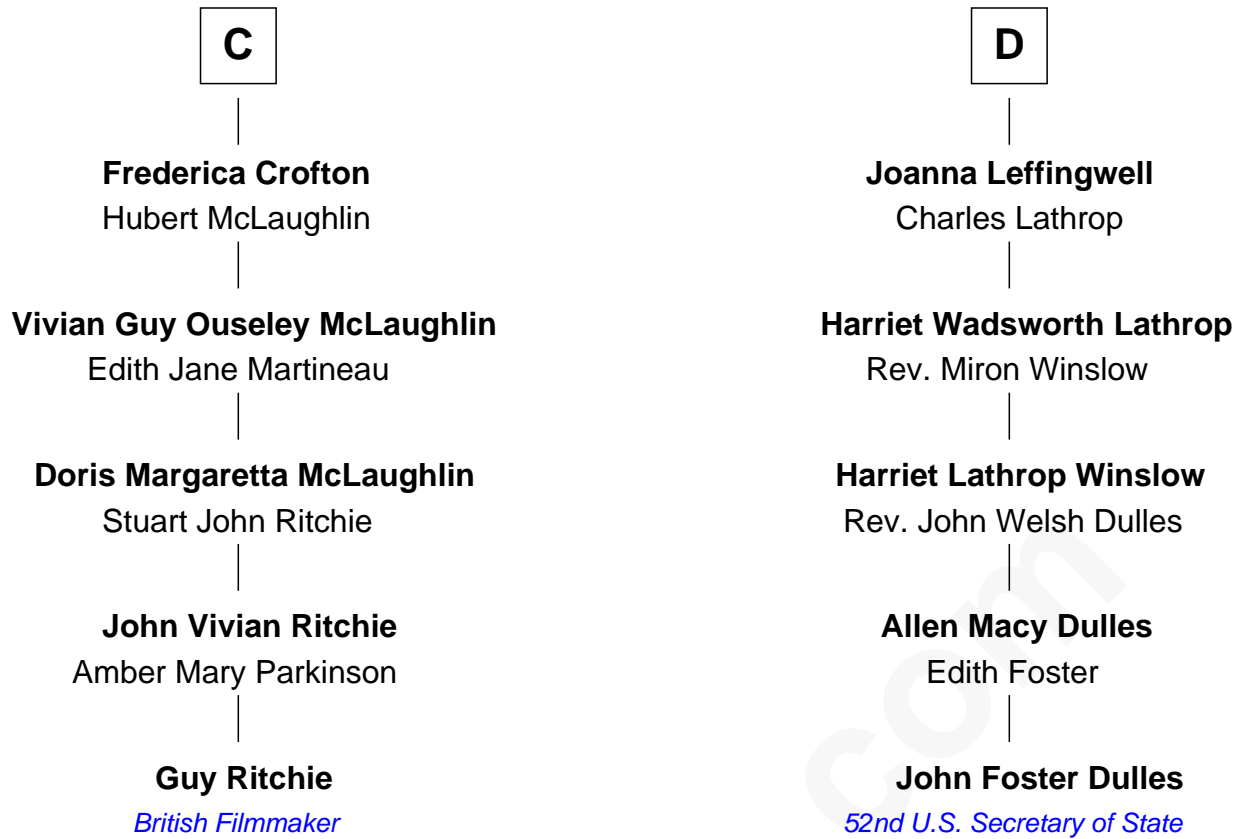 C
Frederica Crofton
Hubert McLaughlin
Vivian Guy Ouseley McLaughlin
Edith Jane Martineau
Doris Margaretta McLaughlin
Stuart John Ritchie
John Vivian Ritchie
Amber Mary Parkinson
Guy Ritchie
British Filmmaker
D
Joanna Leffingwell
Charles Lathrop
Harriet Wadsworth Lathrop
Rev. Miron Winslow
Harriet Lathrop Winslow
Rev. John Welsh Dulles
Allen Macy Dulles
Edith Foster
John Foster Dulles
52nd U.S. Secretary of State
com